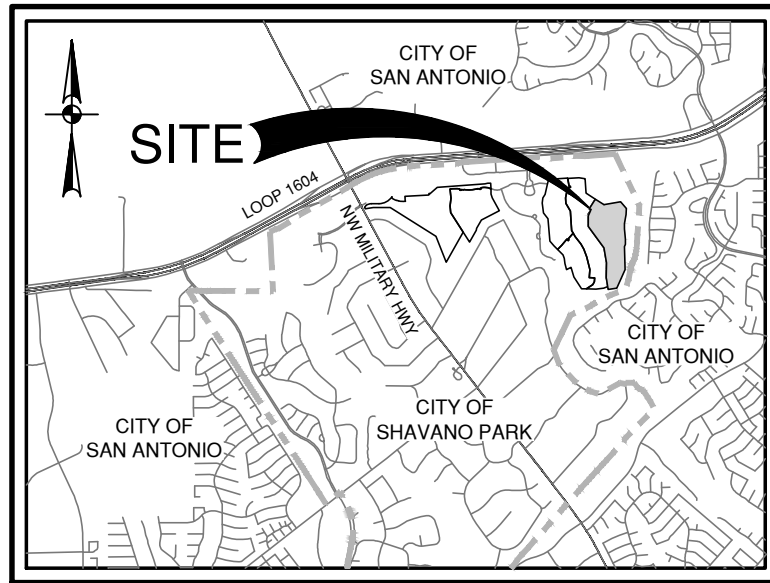 CITY OF
SAN ANTONIO
SITE
LOOP 1604
NW MILITARY HWY
CITY OF
SAN ANTONIO
CITY OF
SHAVANO PARK
CITY OF
SAN ANTONIO